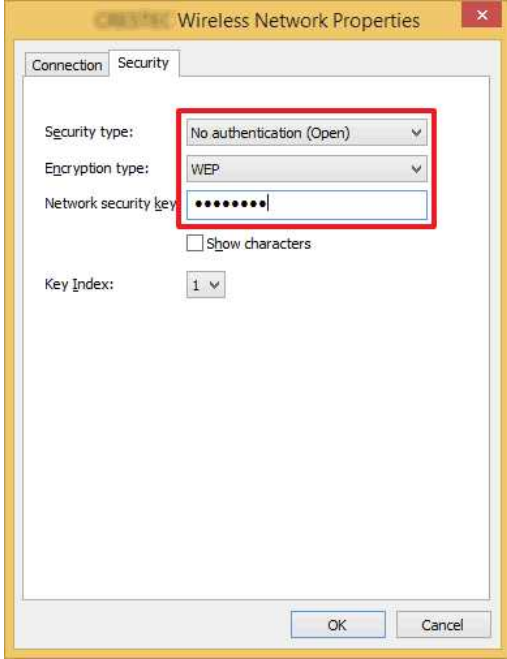 Wireless Network Properties
Connection Security
Security type: No authentication (Open)
Encryption type: WEP
Network security key ●●●●●●●●
Show characters
Key Index: 1
OK Cancel